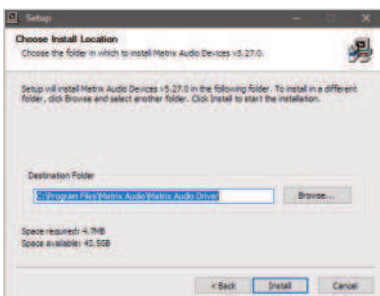 Setup
Choose Install Location
Choose the folder in which to install Matrix Audio Devices v5.27.0.
Setup will install Matrix Audio Devices v5.27.0 in the following folder. To install in a different
folder, click Browse and select another folder. Click Install to start the installation.
Destination Folder
C:\Program Files\Matrix Audio\Matrix Audio Driver
Browse...
Space required: 4.7MB
Space available: 43.5GB
< Back
Install
Cancel